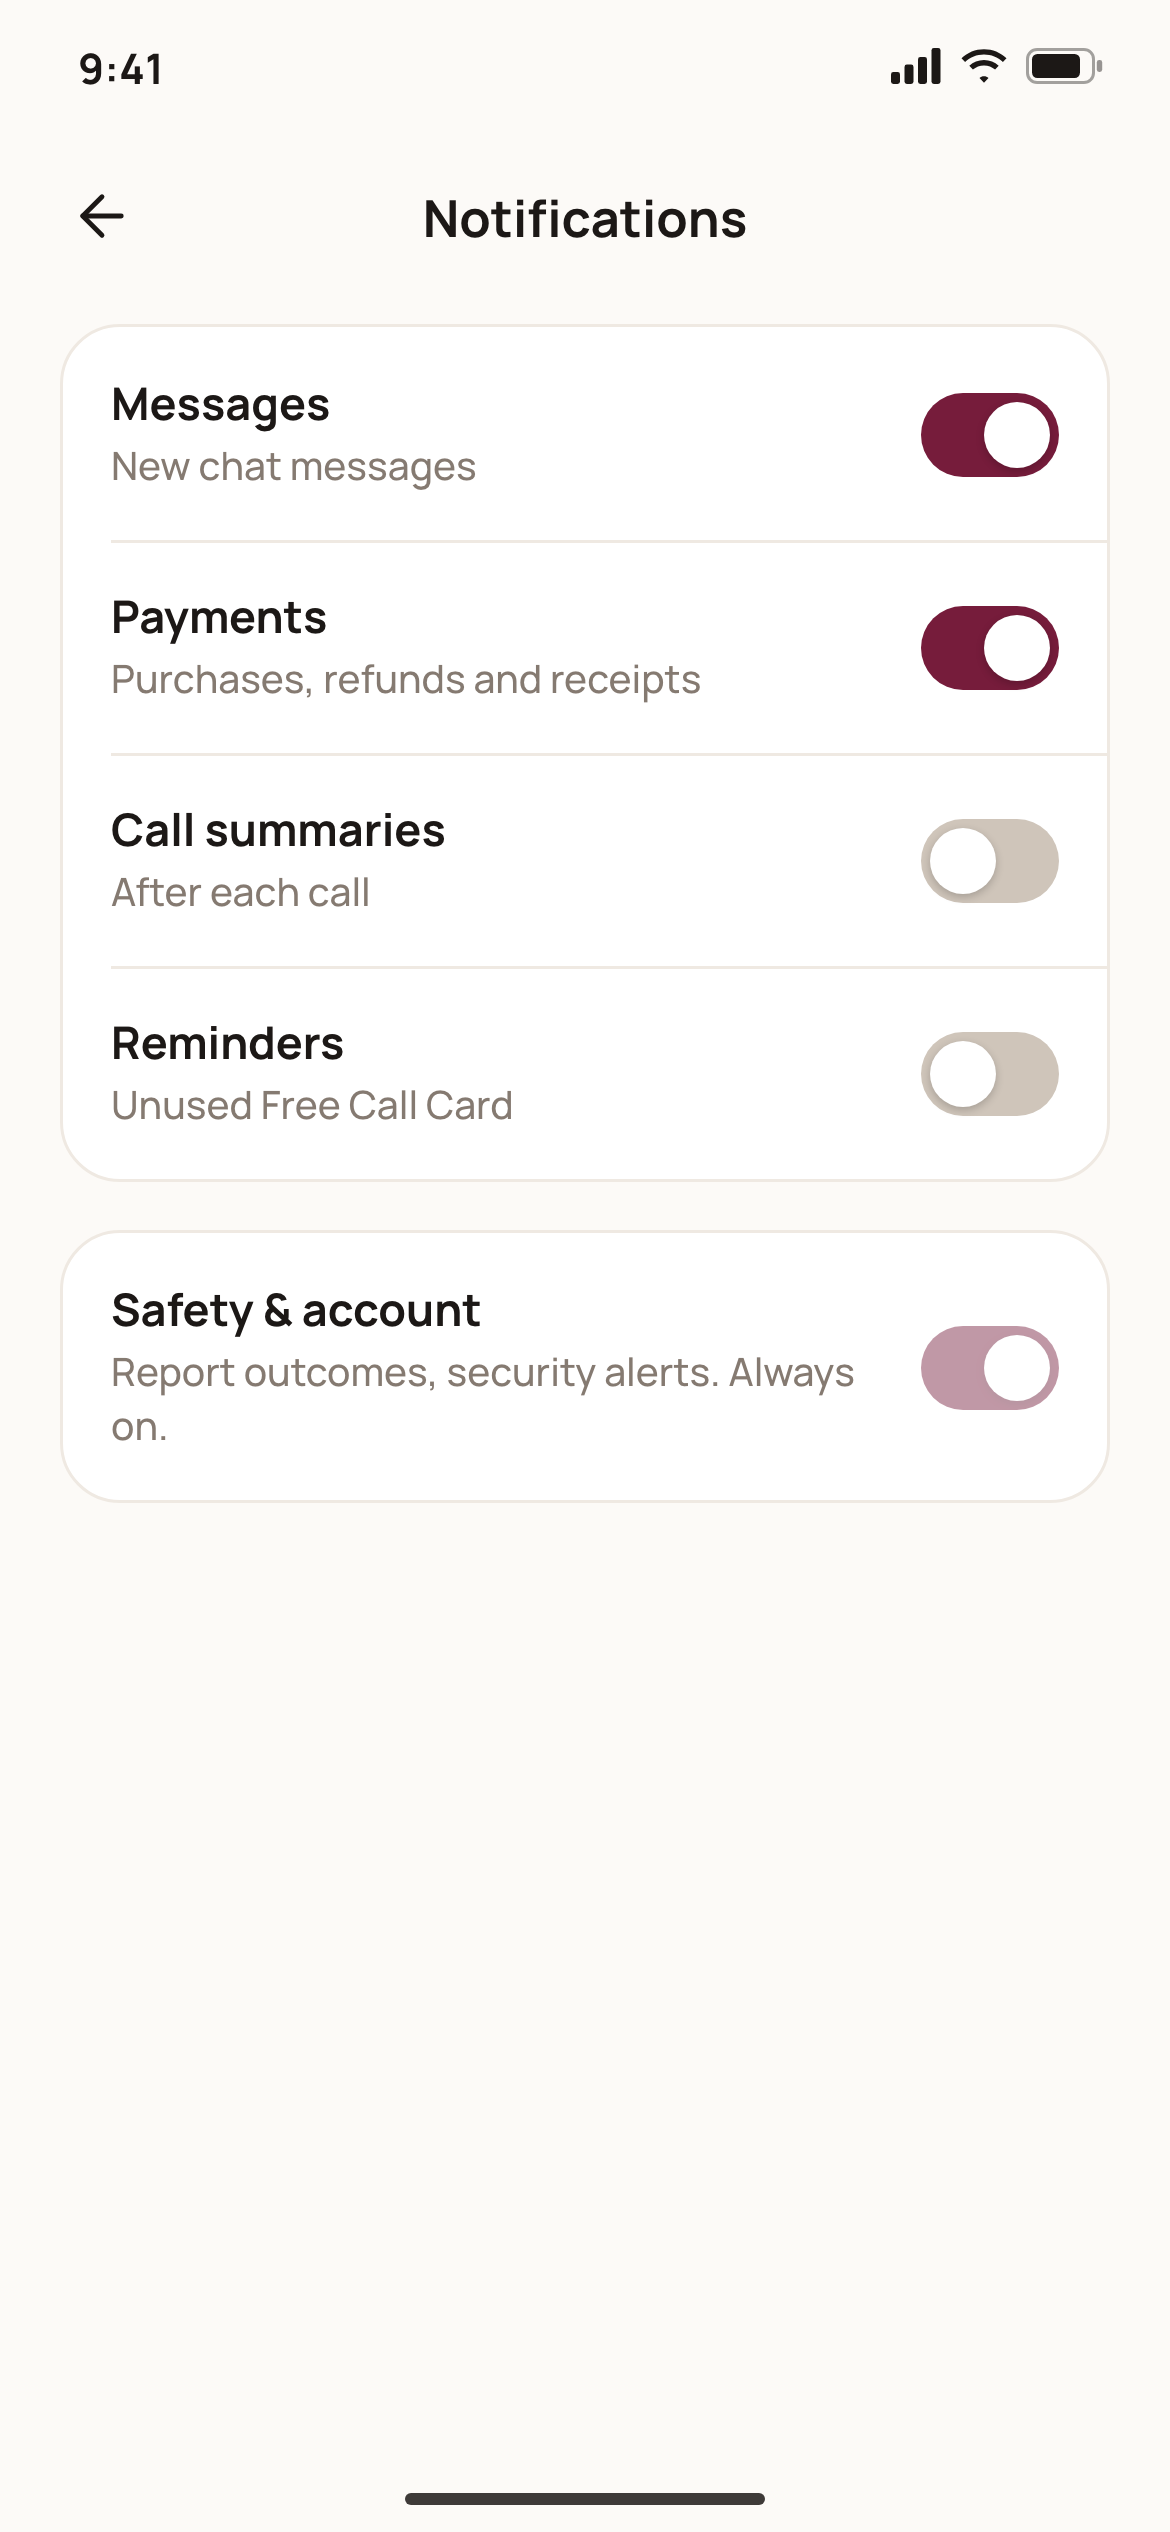 9:41
Notifications
Messages
New chat messages
Payments
Purchases, refunds and receipts
Call summaries
After each call
Reminders
Unused Free Call Card
Safety & account
Report outcomes, security alerts. Always
on.